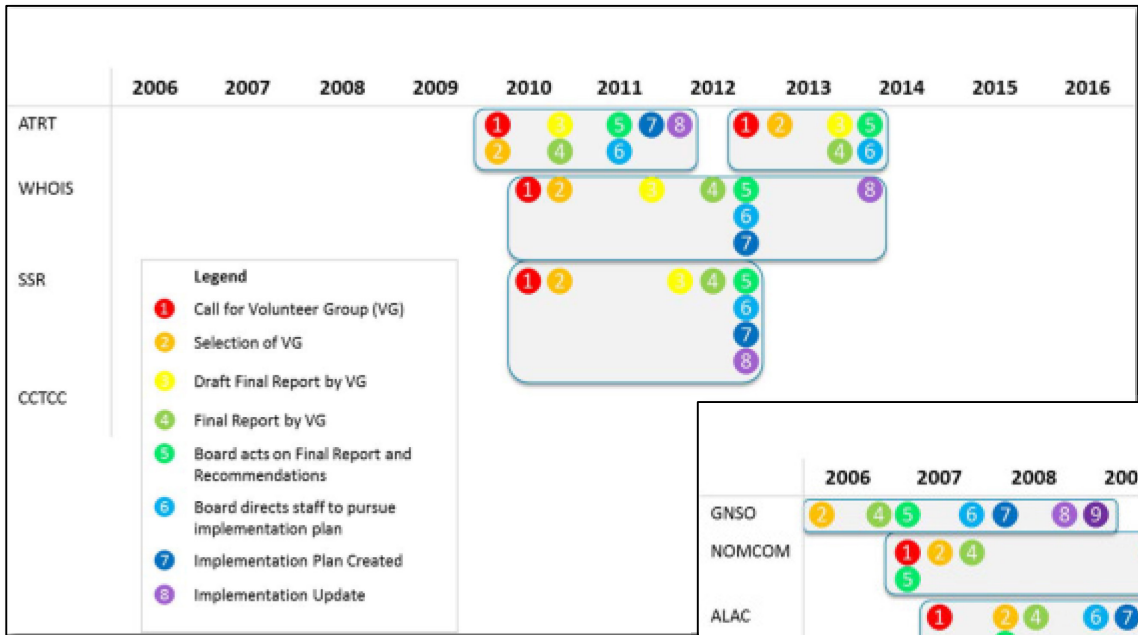 2006 2007 2008 2009 2010 2011 2012 2013 2014 2015 2016
ATRT 1 3 5 7 8 1 2 3 5
2 4 6 4 6
WHOIS 1 2 3 4 5 8
6
7
SSR 1 2 3 4 5
6
7
8
CCTCC
Legend
1 Call for Volunteer Group (VG)
2 Selection of VG
3 Draft Final Report by VG
4 Final Report by VG
5 Board acts on Final Report and
Recommendations
6 Board directs staff to pursue
implementation plan
7 Implementation Plan Created
8 Implementation Update
2006 2007 2008 200
GNSO 2 4 5 6 7 8 9
NOMCOM 1 2 4
5
ALAC 1 2 4 6 7